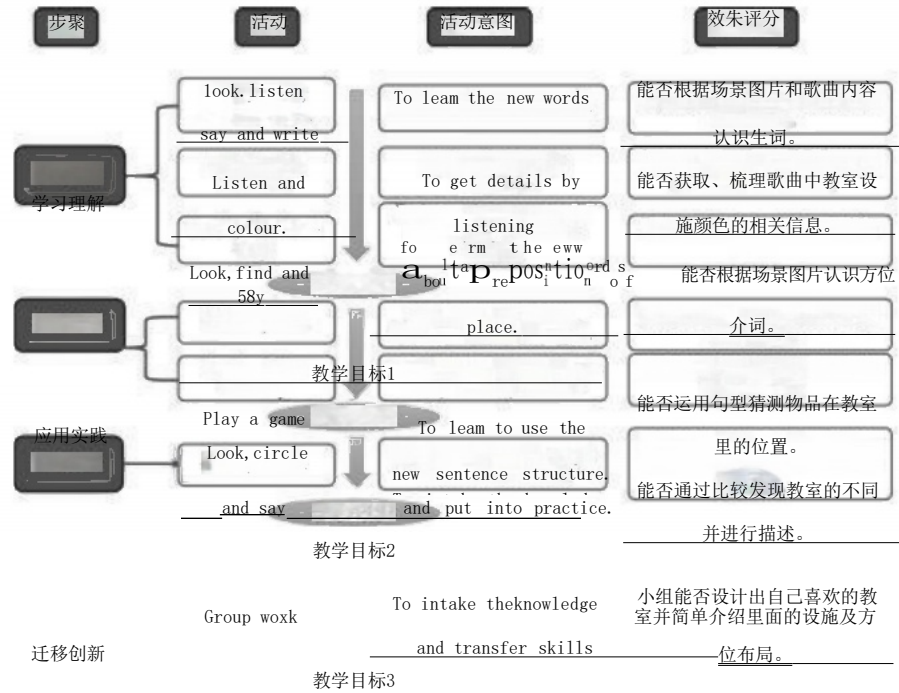 步聚
活动
活动意图
效朱评分
look.listen
To leam the new words
能否根据场景图片和歌曲内容
say and write
认识生词。
学习理解
Listen and
To get details by
能否获取、梳理歌曲中教室设
colour.
listening
施颜色的相关信息。
Look,find and
能否根据场景图片认识方位
58y
place.
介词。
教学目标1
应用实践
Play a game
To leam to use the
能否运用句型猜测物品在教室
Look,circle
new sentence structure.
里的位置。
and say
and put into practice.
能否通过比较发现教室的不同
教学目标2
并进行描述。
迁移创新
Group woxk
To intake theknowledge
小组能否设计出自己喜欢的教
室并简单介绍里面的设施及方
and transfer skills
位布局。
教学目标3